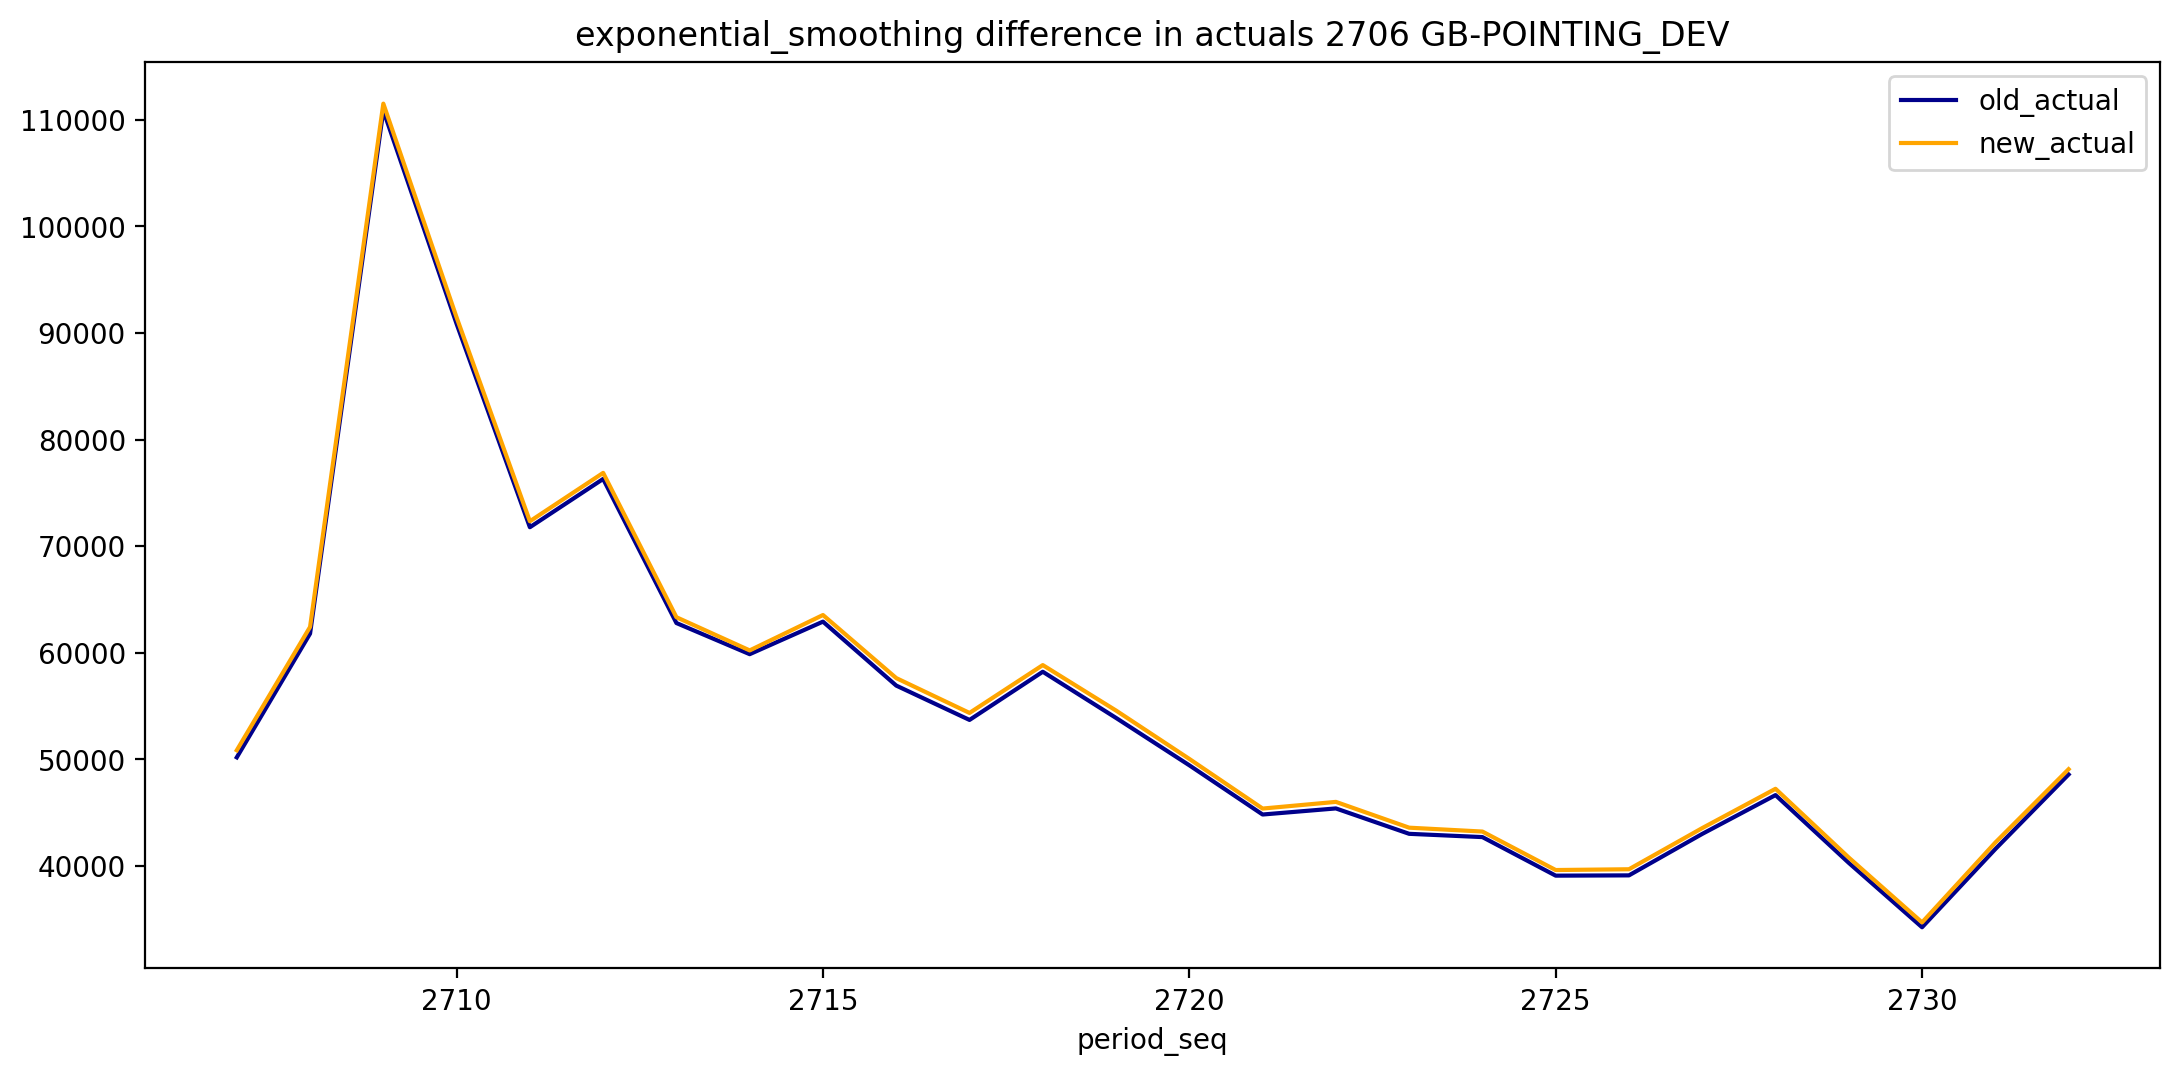 exponential_smoothing difference in actuals 2706 GB-POINTING_DEV
old_actual
new_actual
110000
100000
90000
80000
70000
60000
50000
40000
2710 2715 2720 2725 2730
period_seq